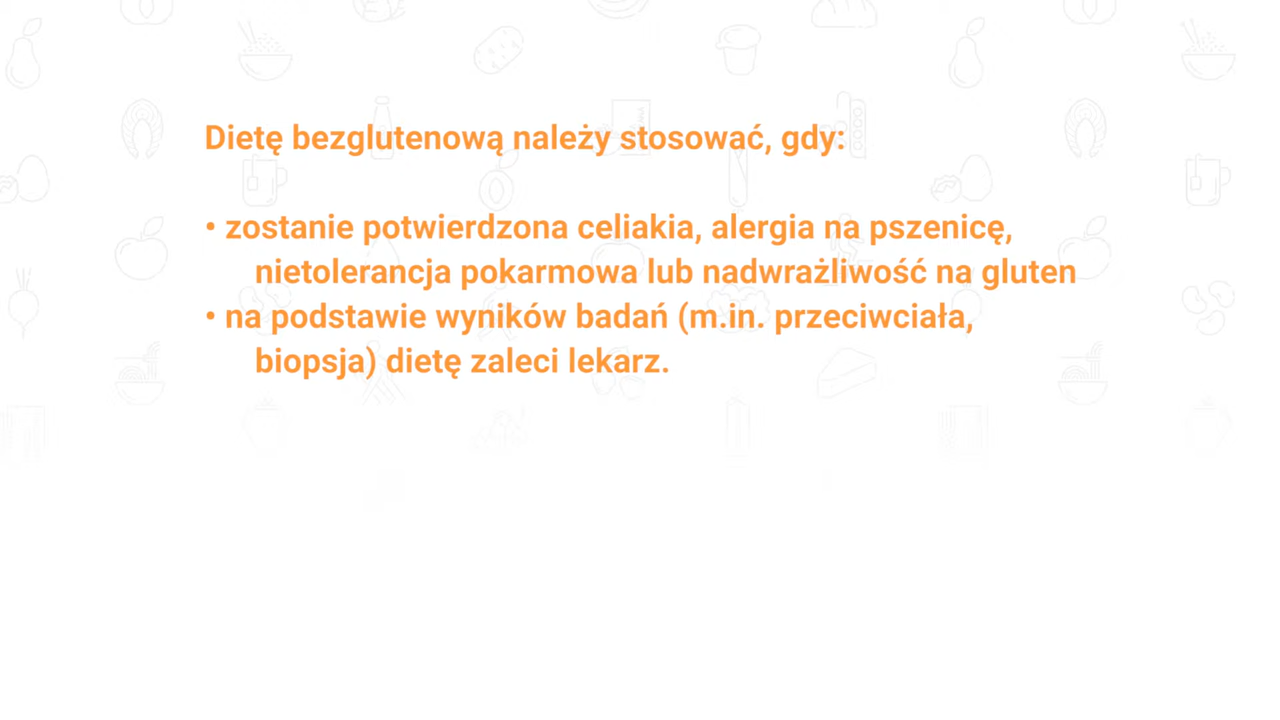 Dietę bezglutenową należy stosować, gdy:
• zostanie potwierdzona celiakia, alergia na pszenicę,
nietolerancja pokarmowa lub nadwrażliwość na gluten
• na podstawie wyników badań (m.in. przeciwciała,
biopsja) dietę zaleci lekarz.